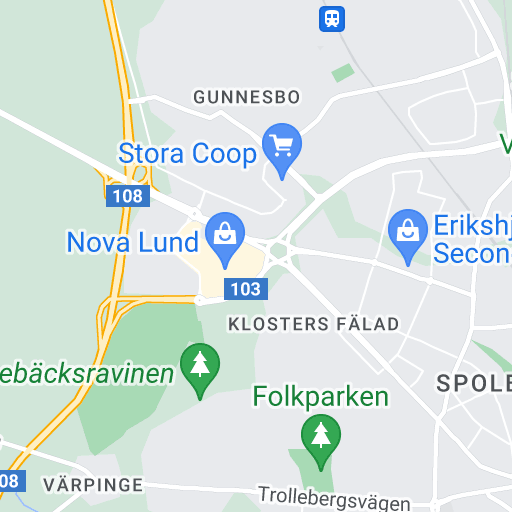 GUNNESBO
Stora Coop
V
108
Nova Lund
Erikshj
Secon
103
KLOSTERS FÄLAD
ebäcksravinen
Folkparken
SPOLE
08
VÄRPINGE
Trollebergsvägen